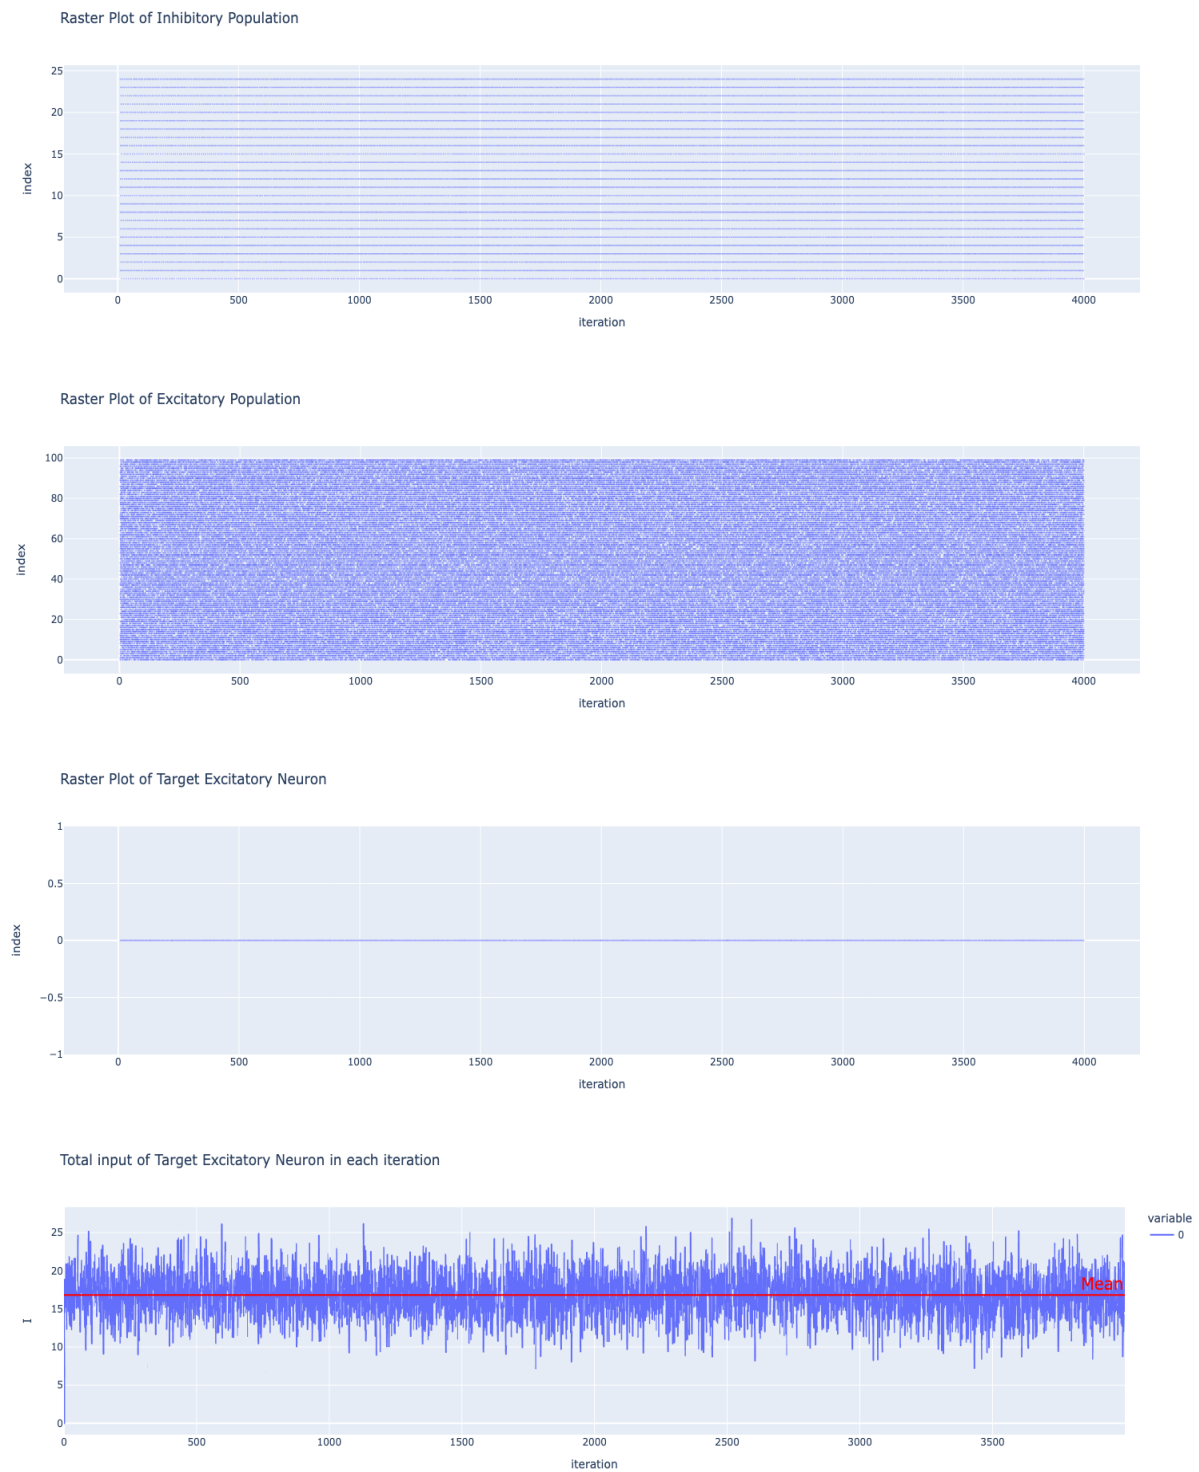 Raster Plot of Inhibitory Population
25
20
15
10
5
0
index
0 500 1000 1500 2000 2500 3000 3500 4000
iteration
Raster Plot of Excitatory Population
100
80
60
40
20
0
index
0 500 1000 1500 2000 2500 3000 3500 4000
iteration
Raster Plot of Target Excitatory Neuron
1
0.5
0
−0.5
−1
index
0 500 1000 1500 2000 2500 3000 3500 4000
iteration
Total input of Target Excitatory Neuron in each iteration
variable
0
25
20
15
10
5
0
I
Mean
0 500 1000 1500 2000 2500 3000 3500
iteration